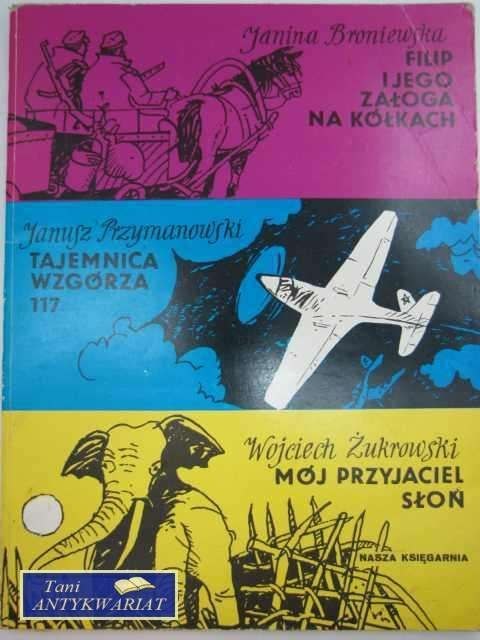 Janina Broniewska
FILIP
I JEGO
ZAŁOGA
NA KÓŁKACH
Janusz Przymanowski
TAJEMNICA
WZGÓRZA
117
Wojciech Żukrowski
MÓJ PRZYJACIEL
SŁOŃ
NASZA KSIĘGARNIA
Tani
ANTYKWARIAT